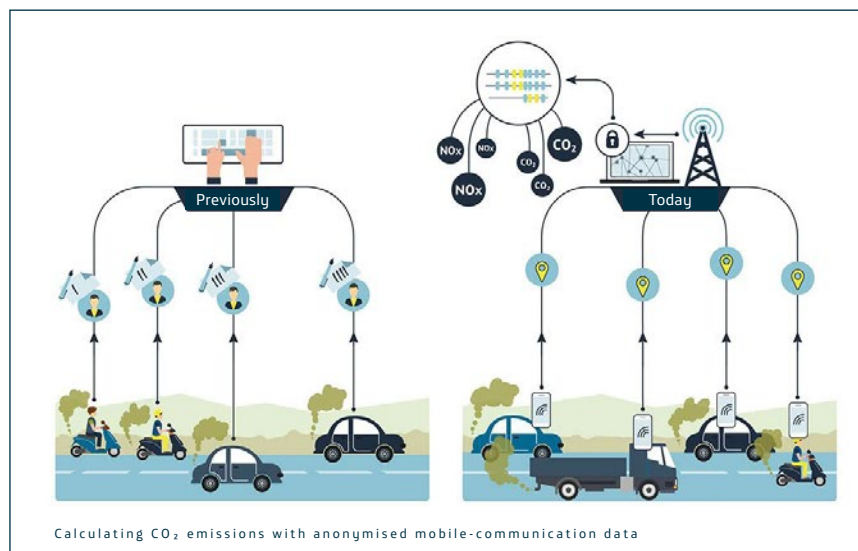 Previously
NOx
NOx
NOx
CO₂
CO₂
CO₂
Today
Calculating CO₂ emissions with anonymised mobile-communication data